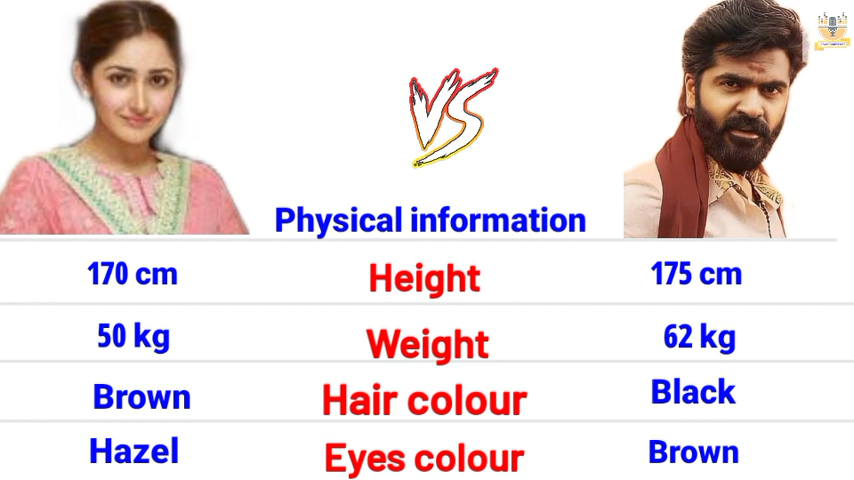 VS
Physical information
170 cm Height 175 cm
50 kg Weight 62 kg
Brown Hair colour Black
Hazel Eyes colour Brown